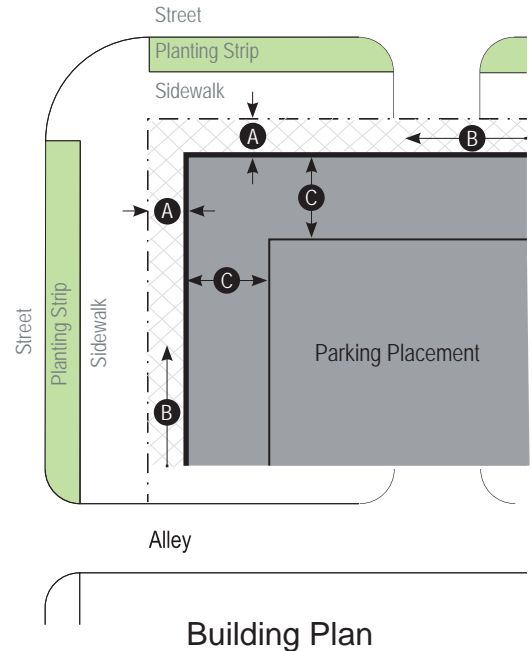 Street
Planting Strip
Sidewalk
A
B
C
A
C
Parking Placement
Street
Planting Strip
Sidewalk
B
Alley
Building Plan